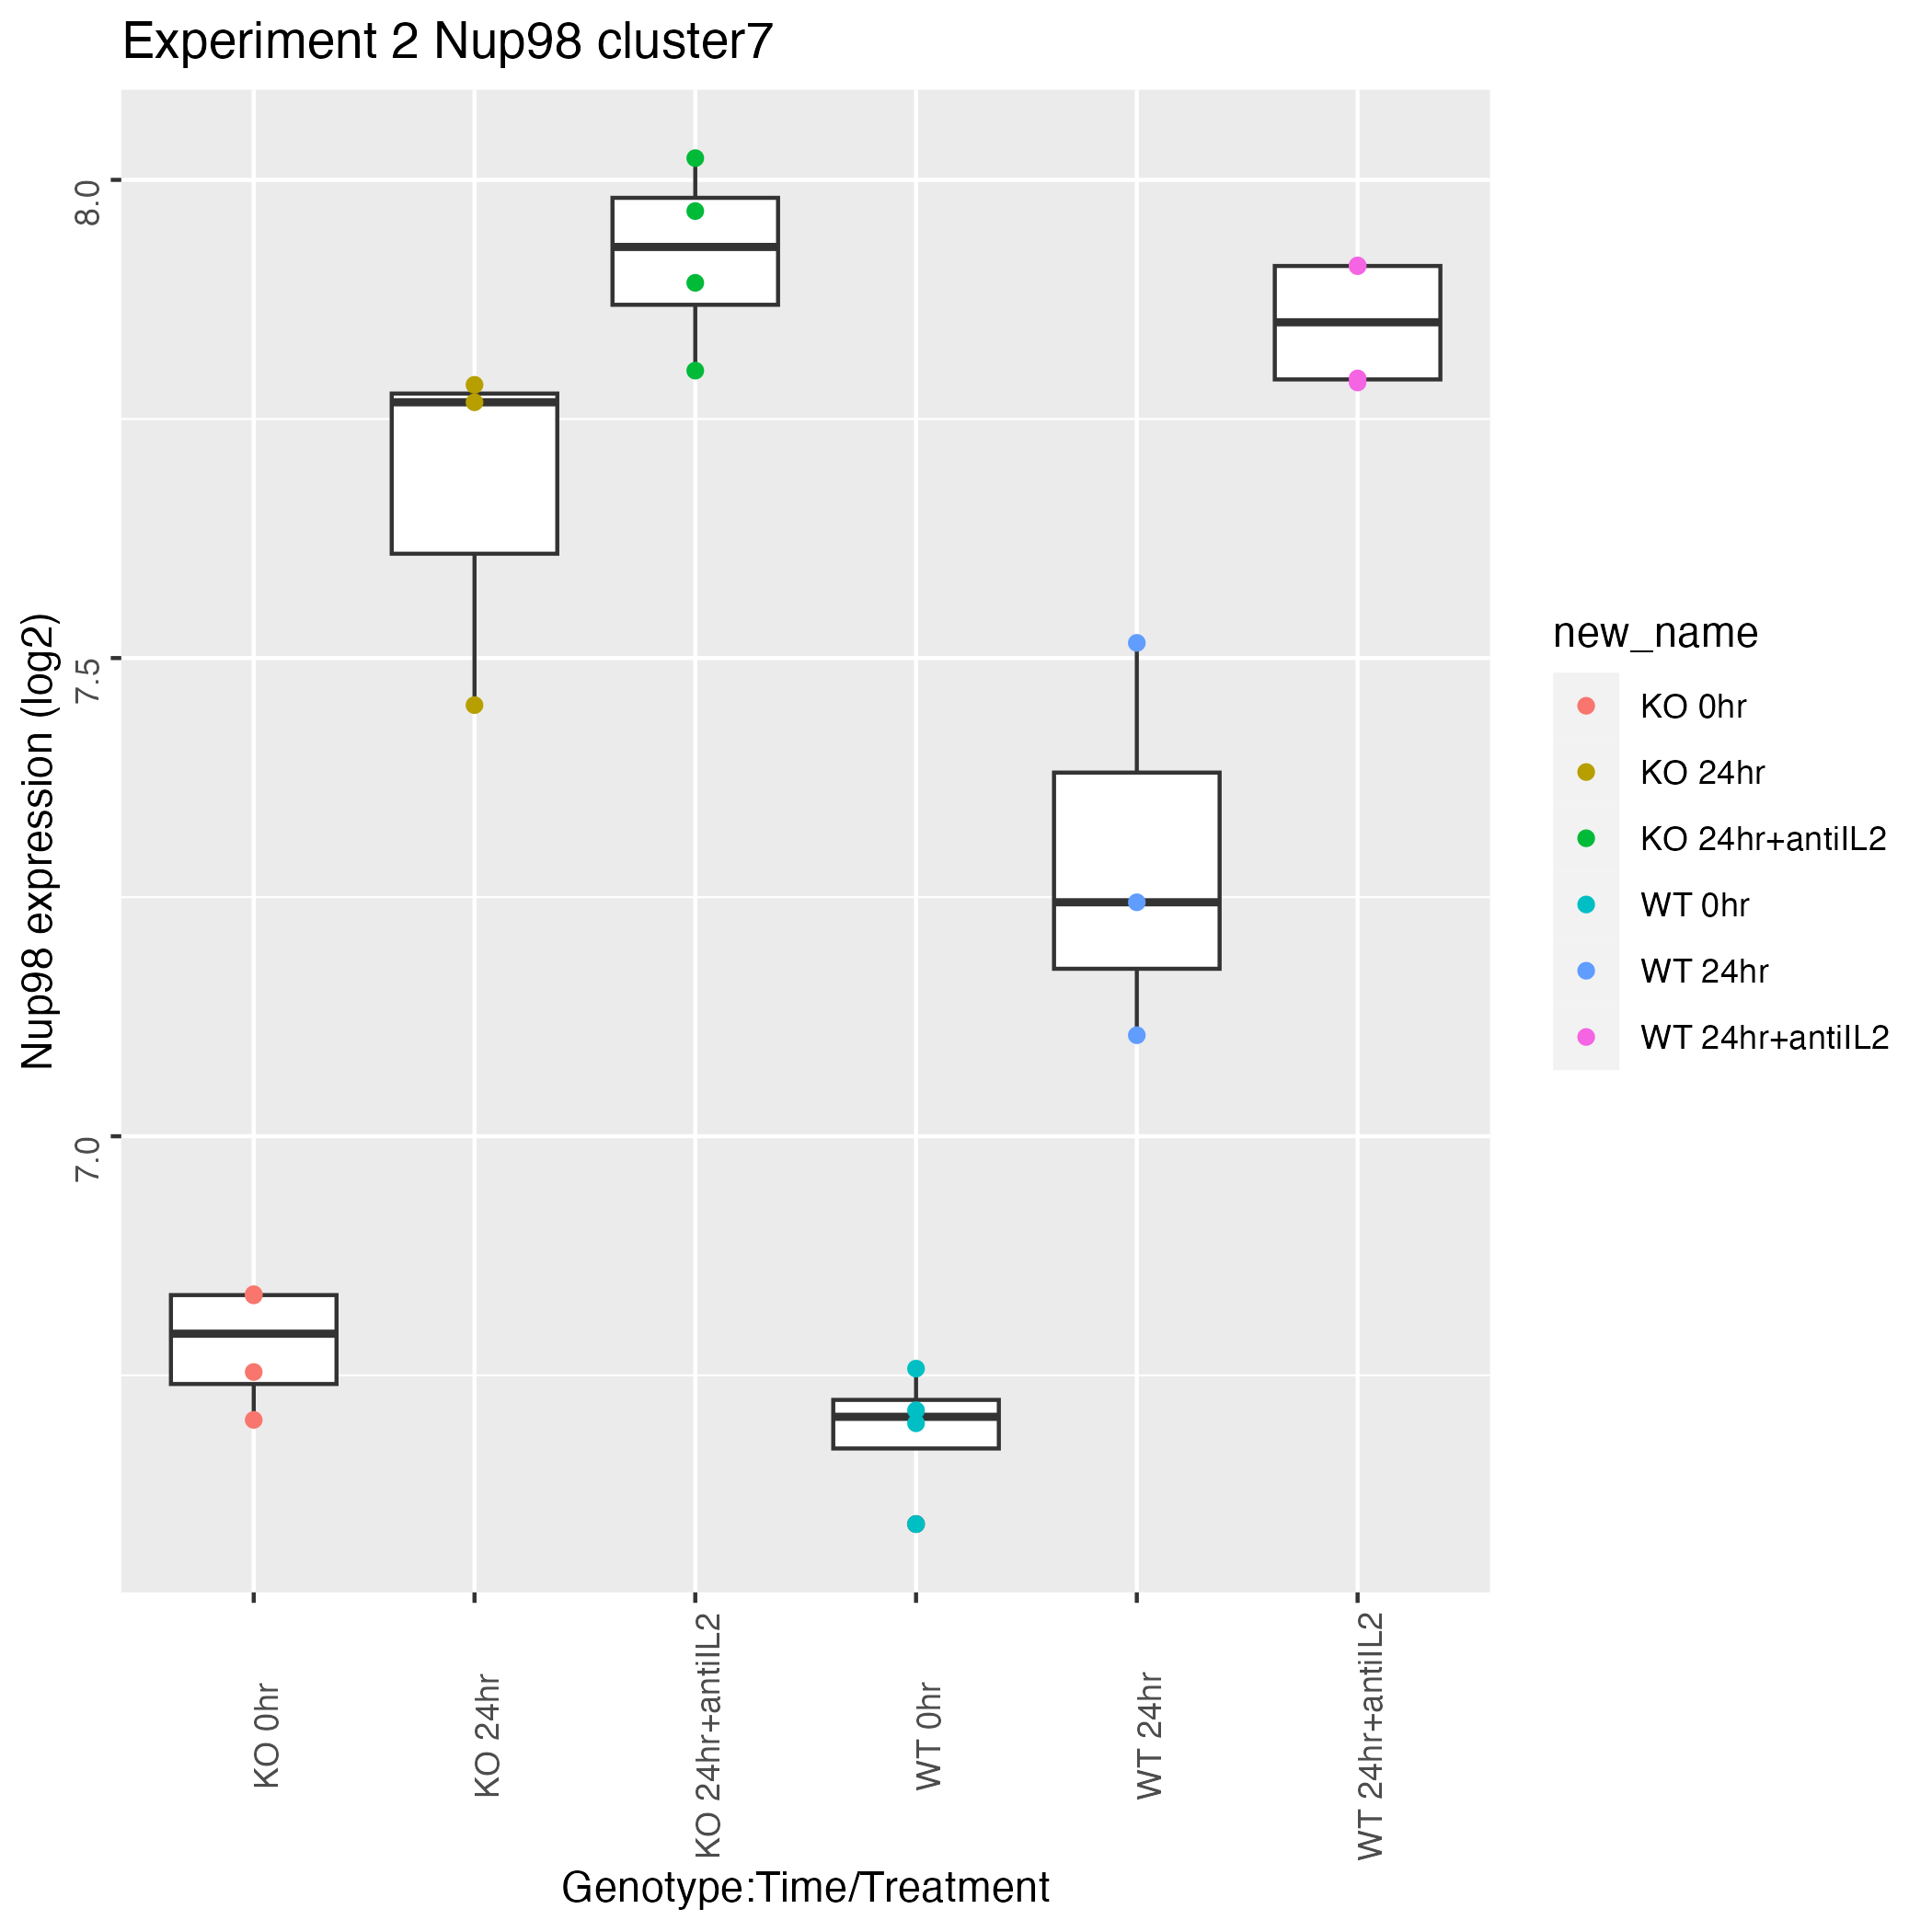 Experiment 2 Nup98 cluster7
Nup98 expression (log2)
8.0
7.5
7.0
KO 0hr
KO 24hr
KO 24hr+antiIL2
WT 0hr
WT 24hr
WT 24hr+antiIL2
Genotype:Time/Treatment
new_name
KO 0hr
KO 24hr
KO 24hr+antiIL2
WT 0hr
WT 24hr
WT 24hr+antiIL2